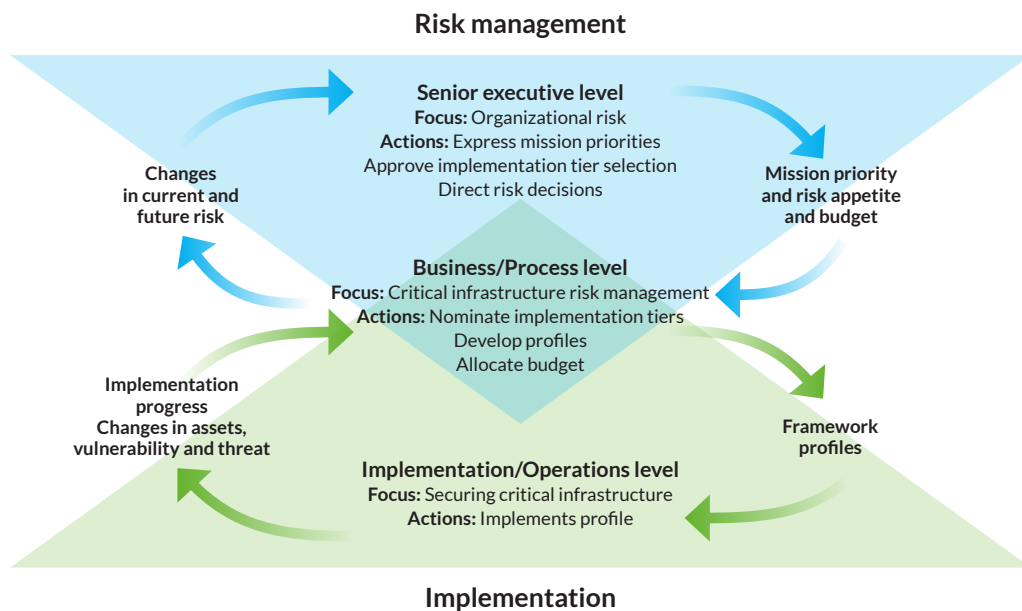 Risk management
Senior executive level
Focus: Organizational risk
Actions: Express mission priorities
Approve implementation tier selection
Direct risk decisions
Changes
in current and
future risk
Mission priority
and risk appetite
and budget
Business/Process level
Focus: Critical infrastructure risk management
Actions: Nominate implementation tiers
Develop profiles
Allocate budget
Implementation
progress
Changes in assets,
vulnerability and threat
Framework
profiles
Implementation/Operations level
Focus: Securing critical infrastructure
Actions: Implements profile
Implementation